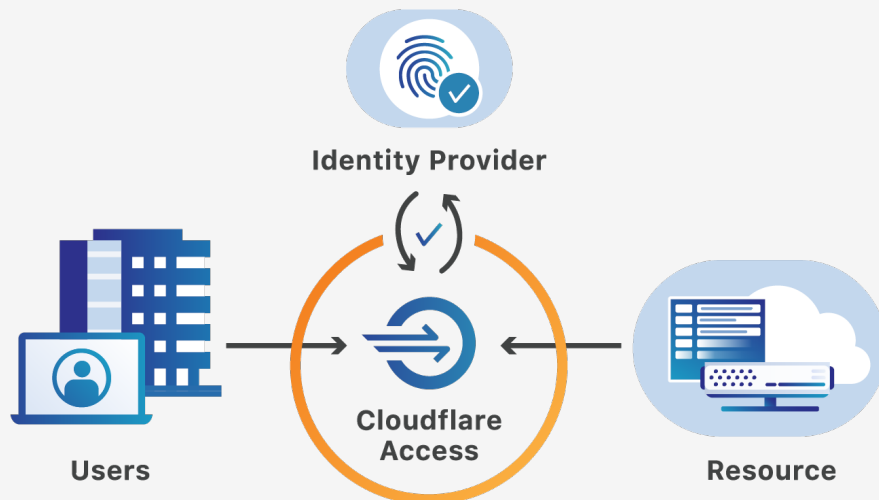 Identity Provider
Cloudflare
Access
Users
Resource